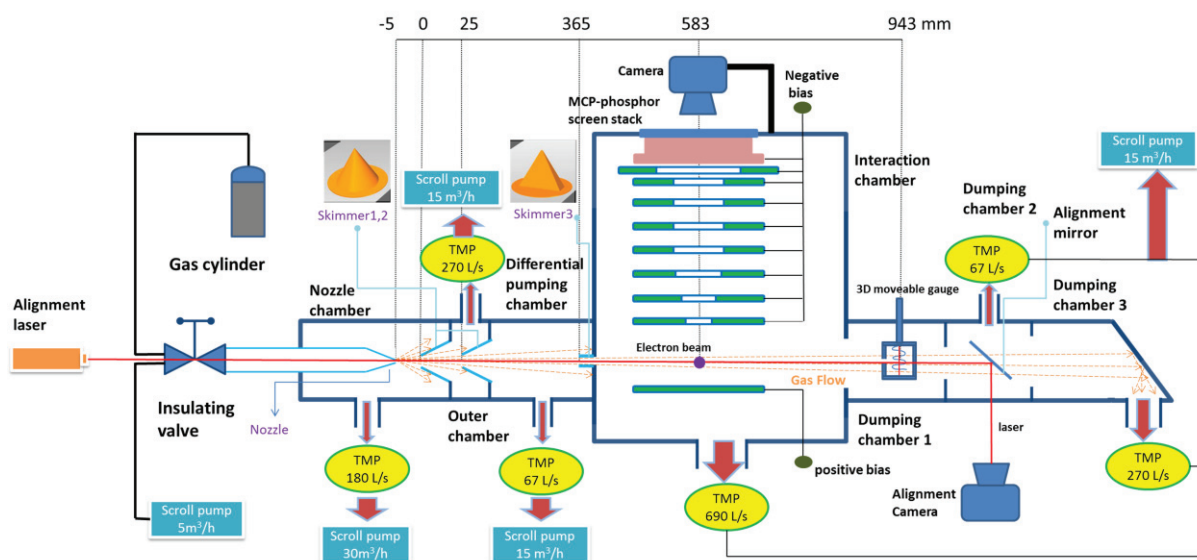 -5 0 25 365 583 943 mm
Camera
Negative
bias
MCP-phosphor
screen stack
Scroll pump
15 m³/h
Interaction
chamber
Scroll pump
15 m³/h
Skimmer1,2
Skimmer3
Dumping
chamber 2
Alignment
mirror
TMP
270 L/s
TMP
67 L/s
Gas cylinder
Differential
pumping
chamber
Nozzle
chamber
3D moveable gauge
Dumping
chamber 3
Alignment
laser
Electron beam
Gas Flow
Insulating
valve
Nozzle
Outer
chamber
Dumping
chamber 1
laser
TMP
180 L/s
TMP
67 L/s
positive bias
TMP
690 L/s
Alignment
Camera
TMP
270 L/s
Scroll pump
5m³/h
Scroll pump
30m³/h
Scroll pump
15 m³/h